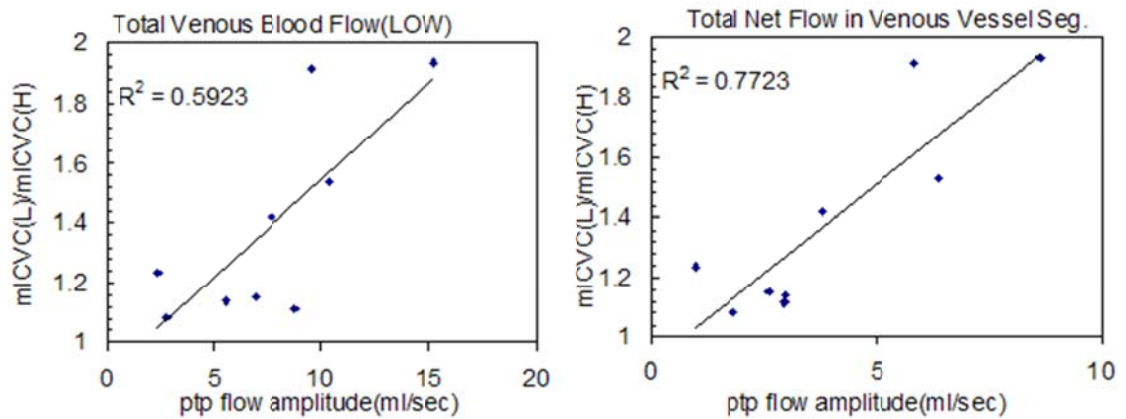 Total Venous Blood Flow(LOW)
2
1.8
1.6
1.4
1.2
1
R² = 0.5923
mICVC(L)/mICVC(H)
0 5 10 15 20
ptp flow amplitude(ml/sec)
Total Net Flow in Venous Vessel Seg.
2
1.8
1.6
1.4
1.2
1
R² = 0.7723
mICVC(L)/mICVC(H)
0 5 10
ptp flow amplitude(ml/sec)